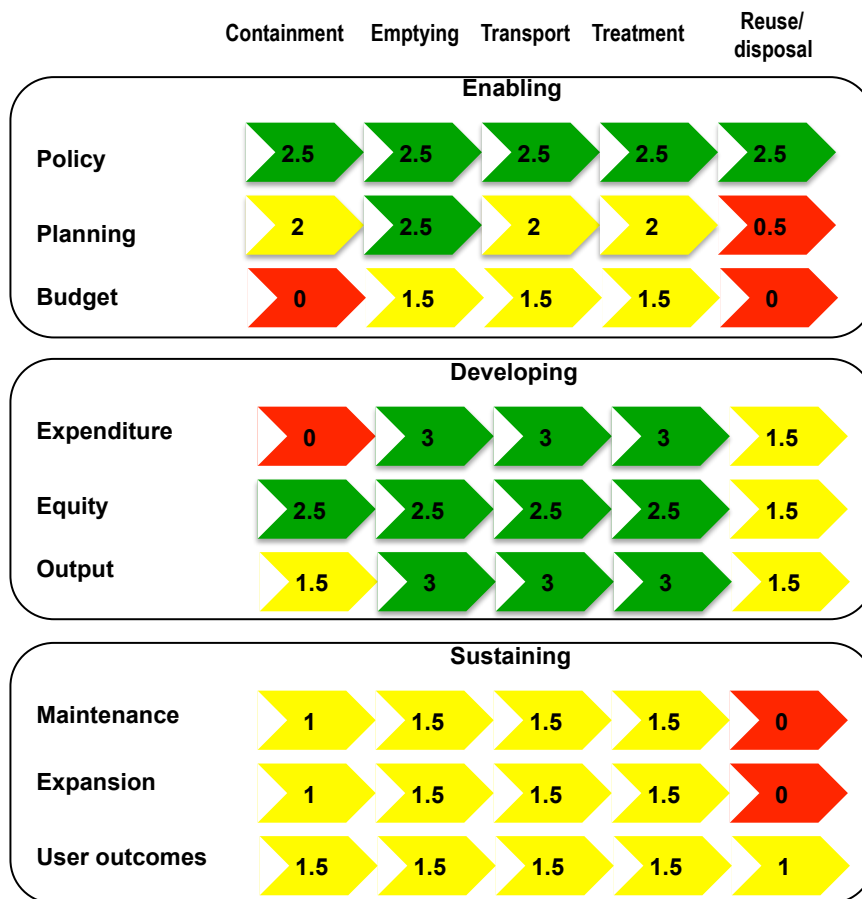 Containment Emptying Transport Treatment Reuse/
disposal
Enabling
Policy 2.5 2.5 2.5 2.5 2.5
Planning 2 2.5 2 2 0.5
Budget 0 1.5 1.5 1.5 0
Developing
Expenditure 0 3 3 3 1.5
Equity 2.5 2.5 2.5 2.5 1.5
Output 1.5 3 3 3 1.5
Sustaining
Maintenance 1 1.5 1.5 1.5 0
Expansion 1 1.5 1.5 1.5 0
User outcomes 1.5 1.5 1.5 1.5 1